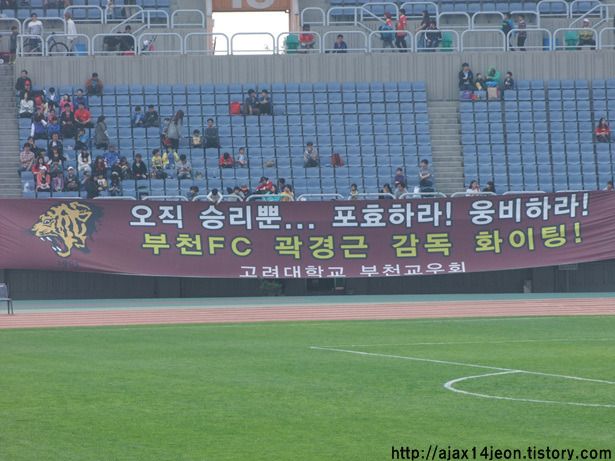 오직 승리뿐... 포효하라! 웅비하라!
부천FC 곽경근 감독 화이팅!
고려대학교 부천교우회
http://ajax14jeon.tistory.com